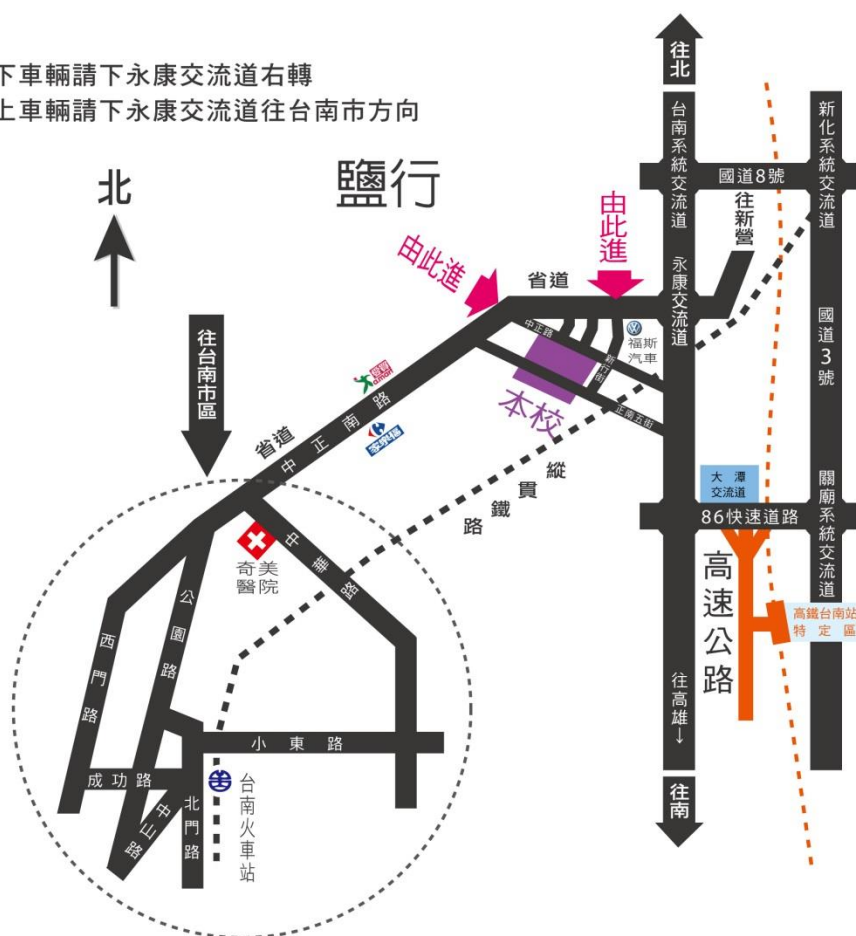 下車輛請下永康交流道右轉
上車輛請下永康交流道往台南市方向
往北
北
鹽行
台南系統交流道
新化系統交流道
國道8號
往新營
由此進
由此進
省道
永康交流道
國道3號
中正路
福斯
汽車
新行街
往台南市區
本校
正南五街
家樂福
省道
中正南路
縱貫鐵路
大潭
交流道
86快速道路
關廟系統交流道
奇美
醫院
中華路
高速公路
公園路
高鐵台南站
特定區
西門路
往高雄↓
小東路
成功路
台南火車站
北門路
中山路
往南